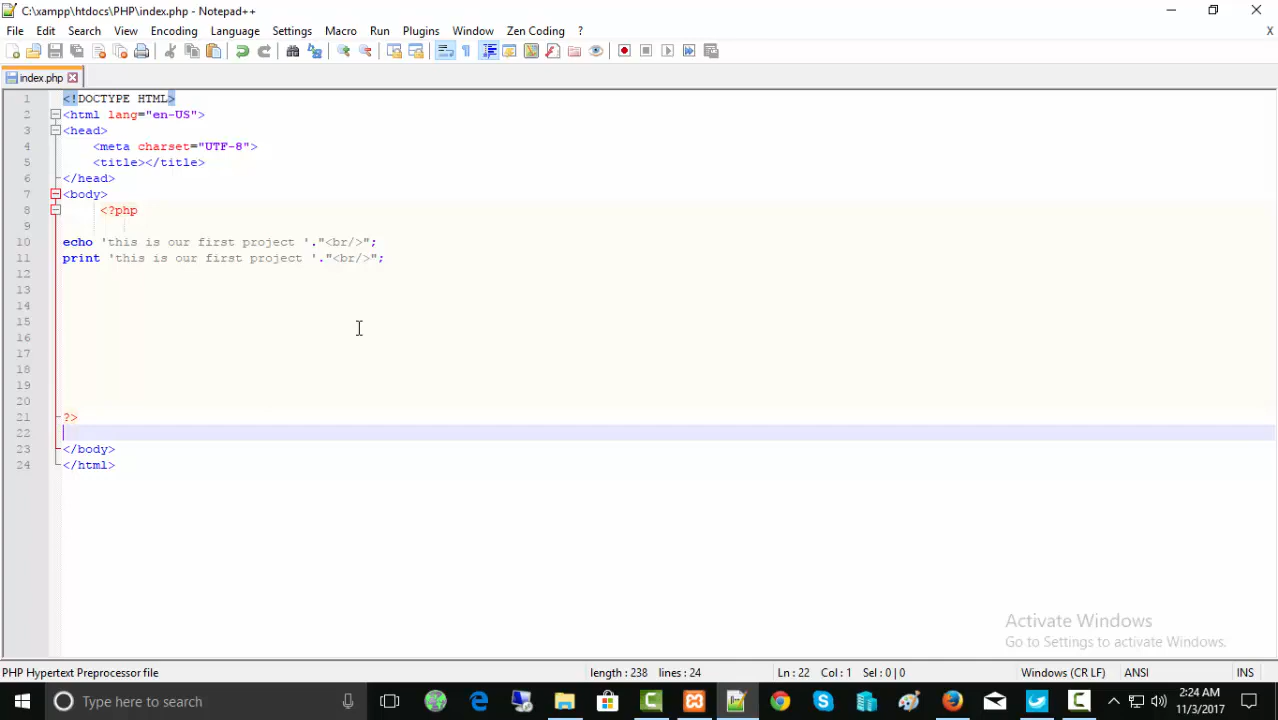 C:\xampp\htdocs\PHP\index.php - Notepad++
File Edit Search View Encoding Language Settings Macro Run Plugins Window Zen Coding ? X
index.php
1 <!DOCTYPE HTML>
2 <html lang="en-US">
3 <head>
4 <meta charset="UTF-8">
5 <title></title>
6 </head>
7 <body>
8 <?php
9
10 echo 'this is our first project '."<br/>";
11 print 'this is our first project '."<br/>";
12
13
14
15
16
17
18
19
20
21 ?>
22
23 </body>
24 </html>
Activate Windows
Go to Settings to activate Windows.
PHP Hypertext Preprocessor file length : 238 lines : 24 Ln : 22 Col : 1 Sel : 0 | 0 Windows (CR LF) ANSI INS
Type here to search
2:24 AM
11/3/2017